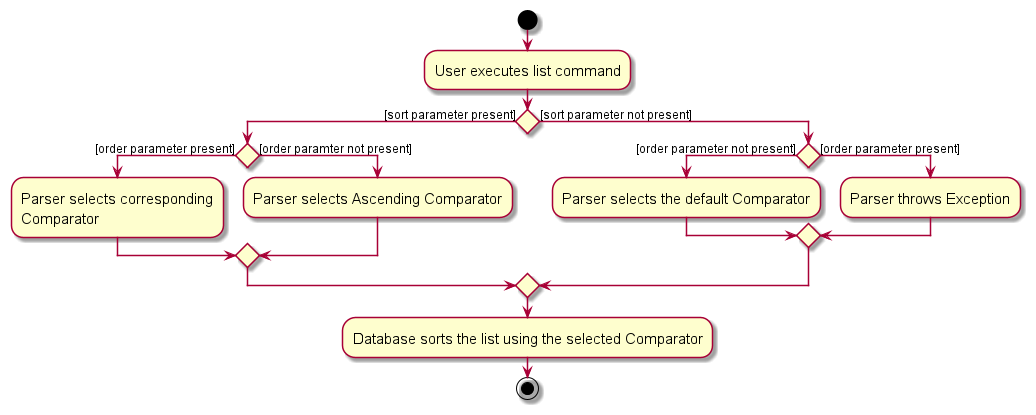 User executes list command
[sort parameter present]
[sort parameter not present]
[order parameter present]
[order paramter not present]
[order parameter not present]
[order parameter present]
Parser selects corresponding
Comparator
Parser selects Ascending Comparator
Parser selects the default Comparator
Parser throws Exception
Database sorts the list using the selected Comparator